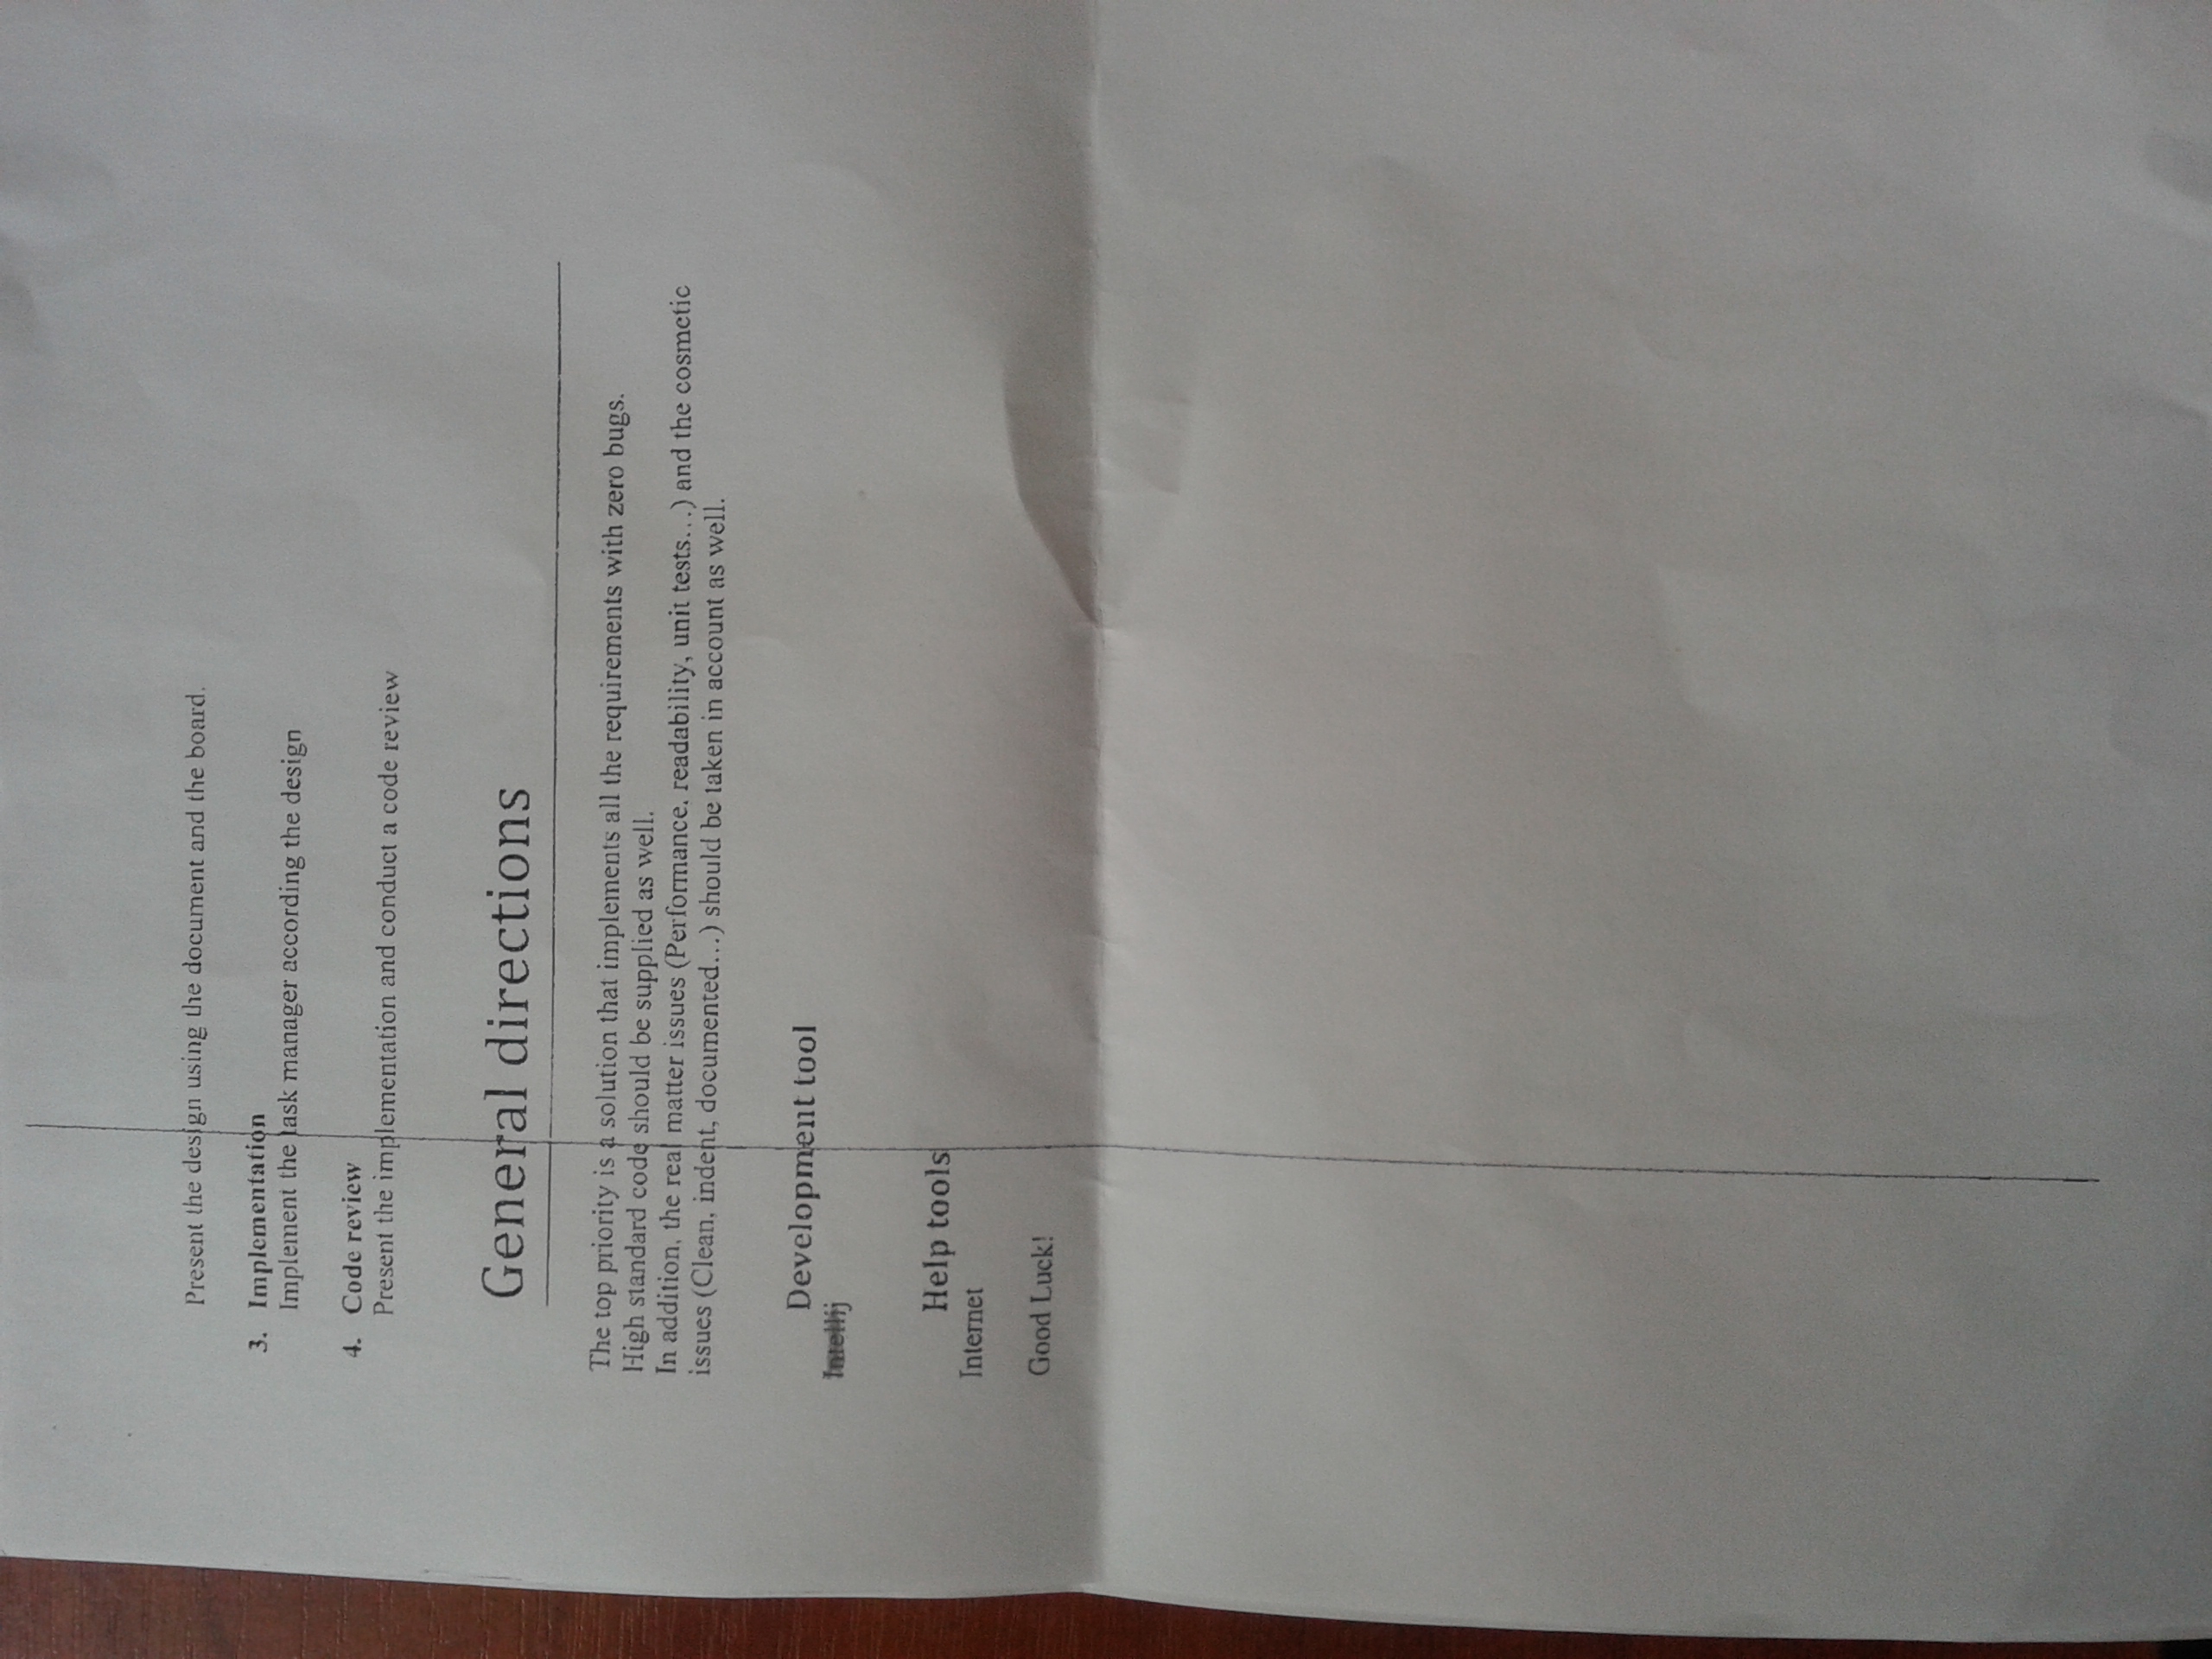 Present the design using the document and the board.
3. Implementation
Implement the task manager according the design
4. Code review
Present the implementation and conduct a code review
General directions
The top priority is a solution that implements all the requirements with zero bugs.
High standard code should be supplied as well.
In addition, the real matter issues (Performance, readability, unit tests…) and the cosmetic
issues (Clean, indent, documented…) should be taken in account as well.
Development tool
Intellij
Help tools
Internet
Good Luck!